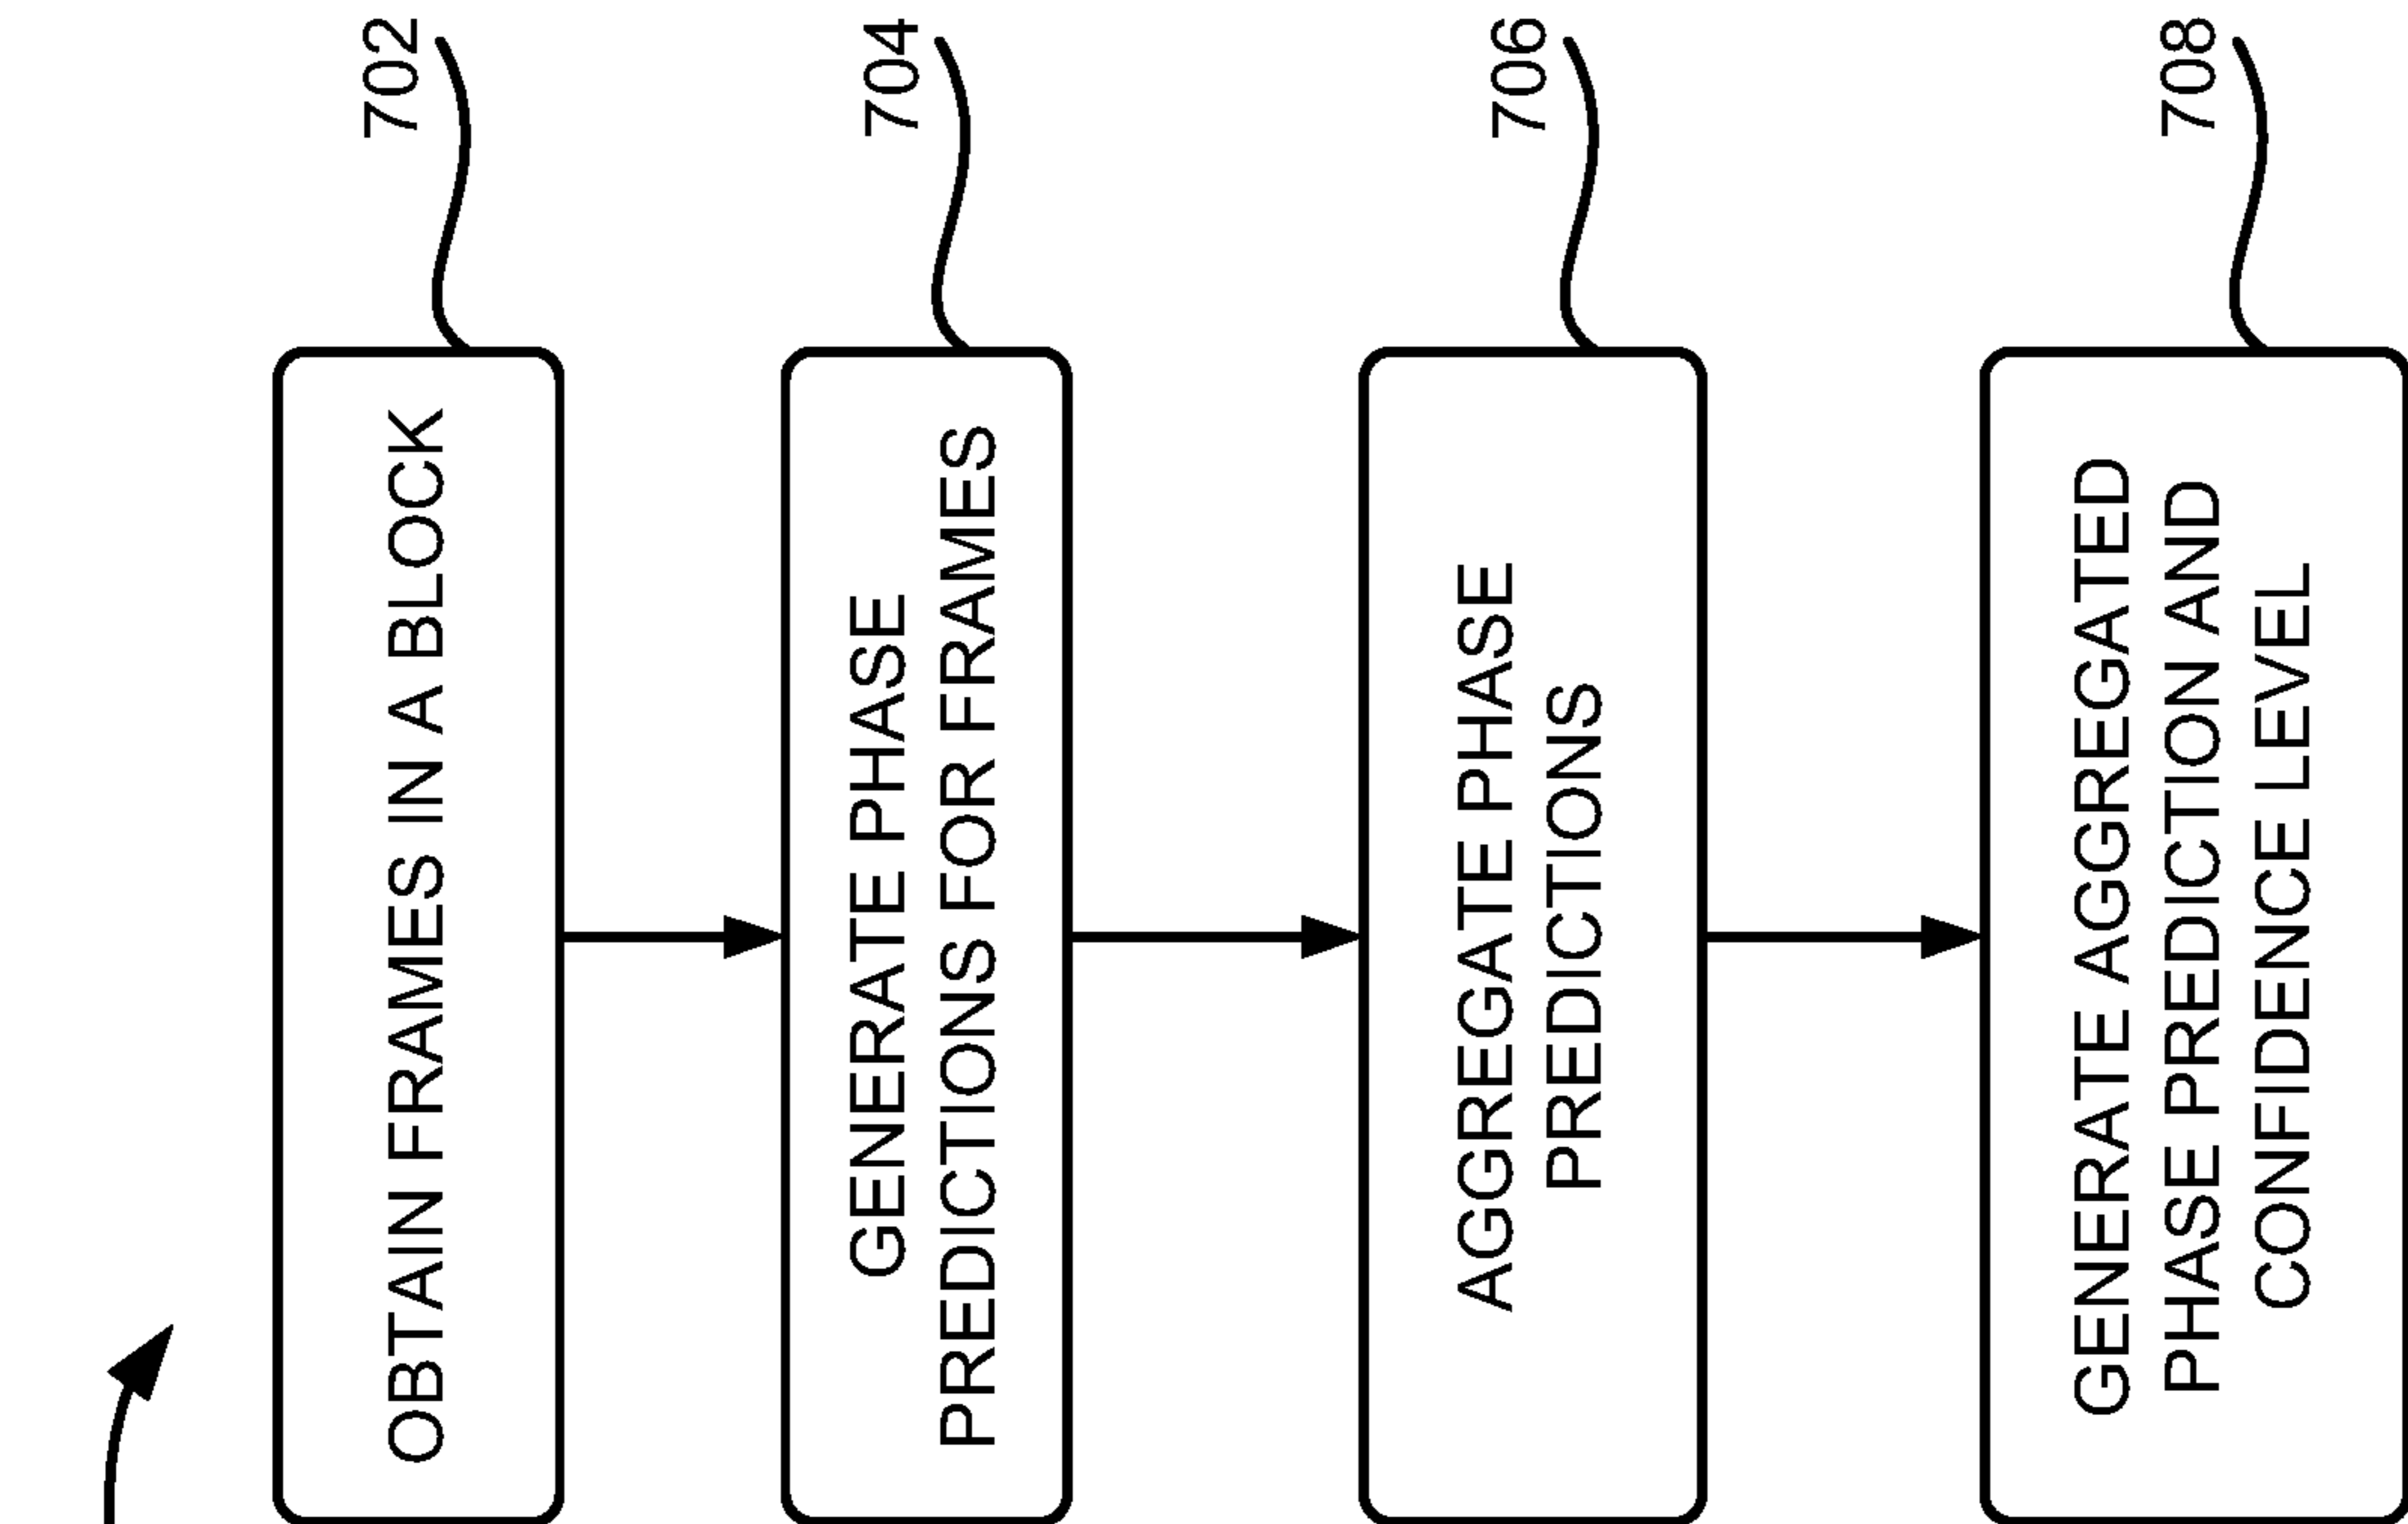 702
OBTAIN FRAMES IN A BLOCK
704
GENERATE PHASE
PREDICTIONS FOR FRAMES
706
AGGREGATE PHASE
PREDICTIONS
708
GENERATE AGGREGATED
PHASE PREDICTION AND
CONFIDENCE LEVEL